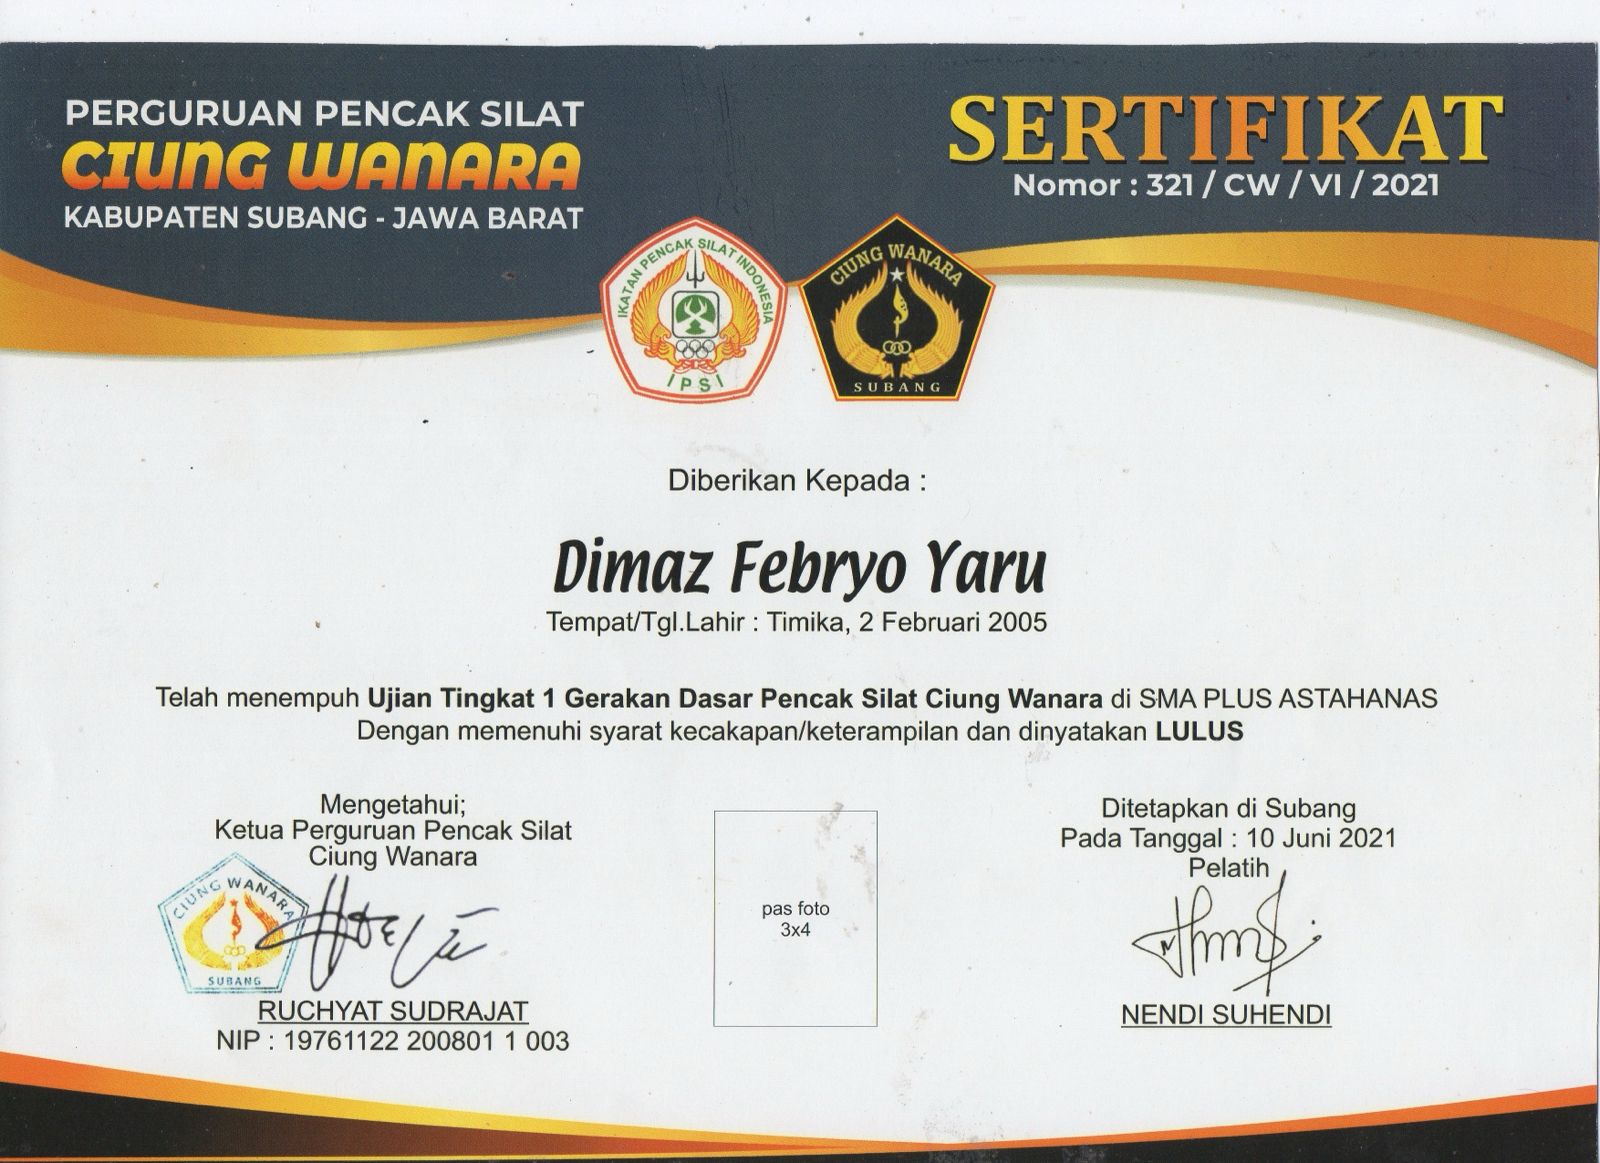 PERGURUAN PENCAK SILAT
CIUNG WANARA
KABUPATEN SUBANG - JAWA BARAT
SERTIFIKAT
Nomor : 321 / CW / VI / 2021
IKATAN PENCAK SILAT INDONESIA
IPSI
CIUNG WANARA
SUBANG
Diberikan Kepada :
Dimaz Febryo Yaru
Tempat/Tgl.Lahir : Timika, 2 Februari 2005
Telah menempuh Ujian Tingkat 1 Gerakan Dasar Pencak Silat Ciung Wanara di SMA PLUS ASTAHANAS
Dengan memenuhi syarat kecakapan/keterampilan dan dinyatakan LULUS
Mengetahui;
Ketua Perguruan Pencak Silat
Ciung Wanara
CIUNG WANARA
SUBANG
RUCHYAT SUDRAJAT
NIP : 19761122 200801 1 003
pas foto
3x4
Ditetapkan di Subang
Pada Tanggal : 10 Juni 2021
Pelatih
NENDI SUHENDI